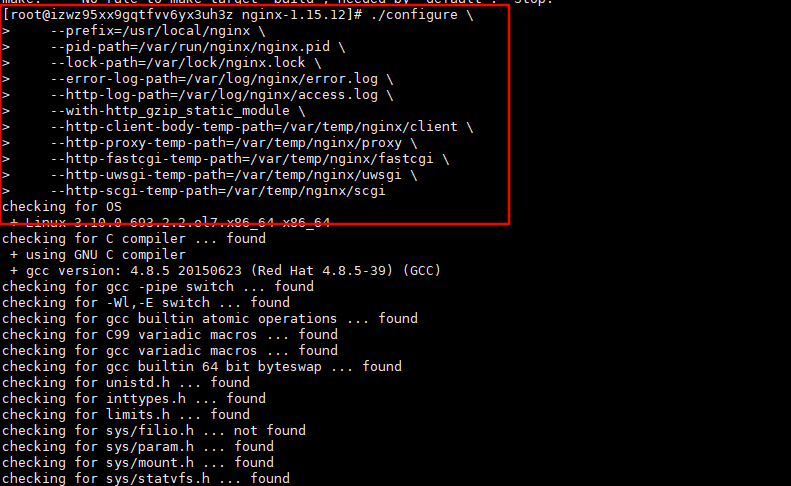 make: *** No rule to make target `build', needed by `default'.  Stop.
[root@izwz95xx9gqtfvv6yx3uh3z nginx-1.15.12]# ./configure \
>     --prefix=/usr/local/nginx \
>     --pid-path=/var/run/nginx/nginx.pid \
>     --lock-path=/var/lock/nginx.lock \
>     --error-log-path=/var/log/nginx/error.log \
>     --http-log-path=/var/log/nginx/access.log \
>     --with-http_gzip_static_module \
>     --http-client-body-temp-path=/var/temp/nginx/client \
>     --http-proxy-temp-path=/var/temp/nginx/proxy \
>     --http-fastcgi-temp-path=/var/temp/nginx/fastcgi \
>     --http-uwsgi-temp-path=/var/temp/nginx/uwsgi \
>     --http-scgi-temp-path=/var/temp/nginx/scgi
checking for OS
 + Linux 3.10.0-693.2.2.el7.x86_64 x86_64
checking for C compiler ... found
 + using GNU C compiler
 + gcc version: 4.8.5 20150623 (Red Hat 4.8.5-39) (GCC)
checking for gcc -pipe switch ... found
checking for -Wl,-E switch ... found
checking for gcc builtin atomic operations ... found
checking for C99 variadic macros ... found
checking for gcc variadic macros ... found
checking for gcc builtin 64 bit byteswap ... found
checking for unistd.h ... found
checking for inttypes.h ... found
checking for limits.h ... found
checking for sys/filio.h ... not found
checking for sys/param.h ... found
checking for sys/mount.h ... found
checking for sys/statvfs.h ... found